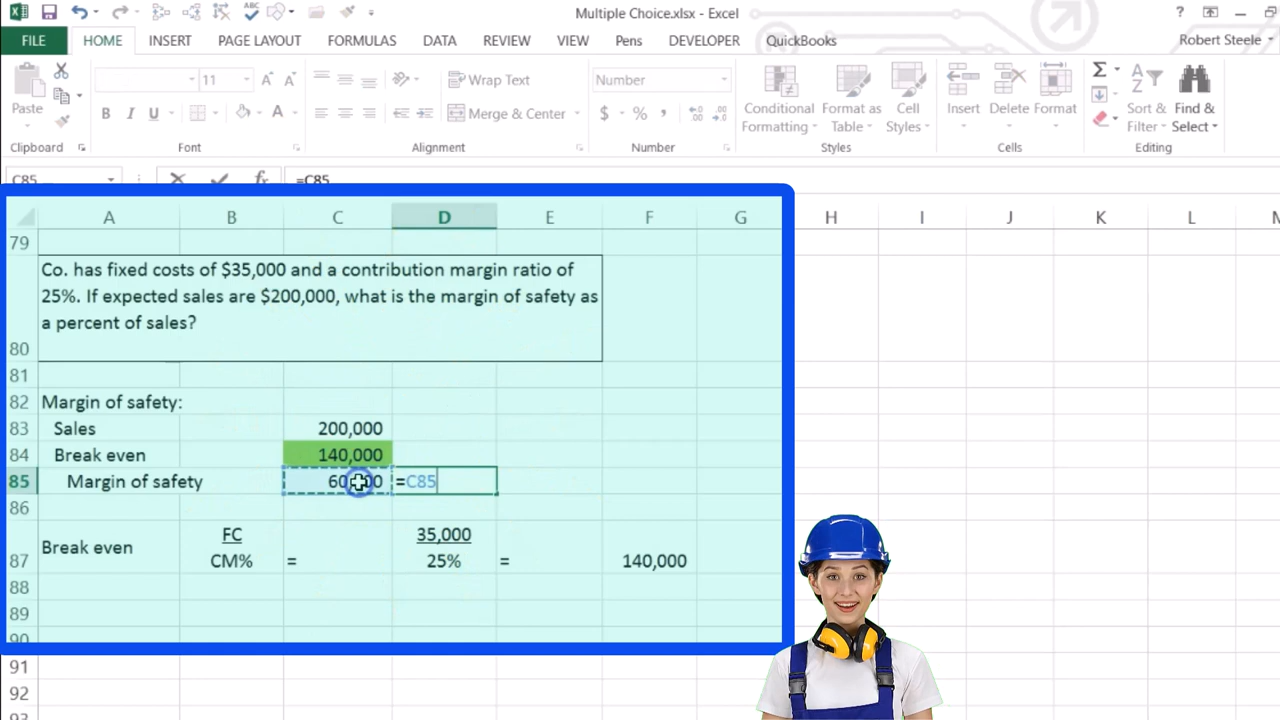 Multiple Choice.xlsx - Excel
?
FILE HOME INSERT PAGE LAYOUT FORMULAS DATA REVIEW VIEW Pens DEVELOPER QuickBooks Robert Steele
Paste 11 Wrap Text Number
B I U Merge & Center $ % , Conditional Formatting Format as Table Cell Styles Insert Delete Format Sort & Filter Find & Select
Clipboard Font Alignment Number Styles Cells Editing
C85 fx =C85
A B C D E F G H I J K L M
79
80 Co. has fixed costs of $35,000 and a contribution margin ratio of
25%. If expected sales are $200,000, what is the margin of safety as
a percent of sales?
81
82 Margin of safety:
83 Sales 200,000
84 Break even 140,000
85 Margin of safety =C85
86
Break even FC 35,000
87 CM% = 25% = 140,000
88
89
90
91
92
93